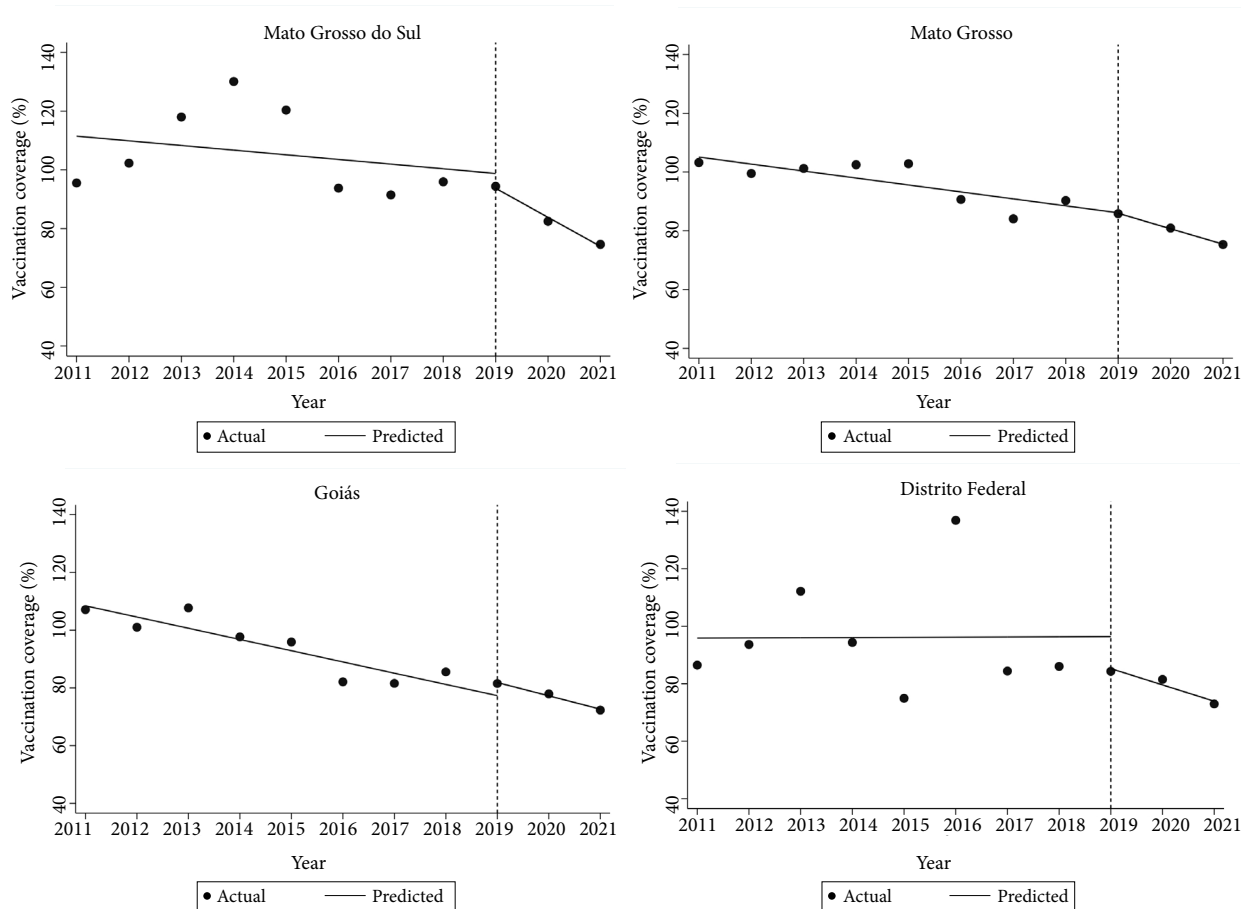 Mato Grosso do Sul
Vaccination coverage (%)
140
120
100
80
60
40
2011 2012 2013 2014 2015 2016 2017 2018 2019 2020 2021
Year
Actual Predicted
Mato Grosso
Vaccination coverage (%)
140
120
100
80
60
40
2011 2012 2013 2014 2015 2016 2017 2018 2019 2020 2021
Year
Actual Predicted
Goiás
Vaccination coverage (%)
140
120
100
80
60
40
2011 2012 2013 2014 2015 2016 2017 2018 2019 2020 2021
Year
Actual Predicted
Distrito Federal
Vaccination coverage (%)
140
120
100
80
60
40
2011 2012 2013 2014 2015 2016 2017 2018 2019 2020 2021
Year
Actual Predicted